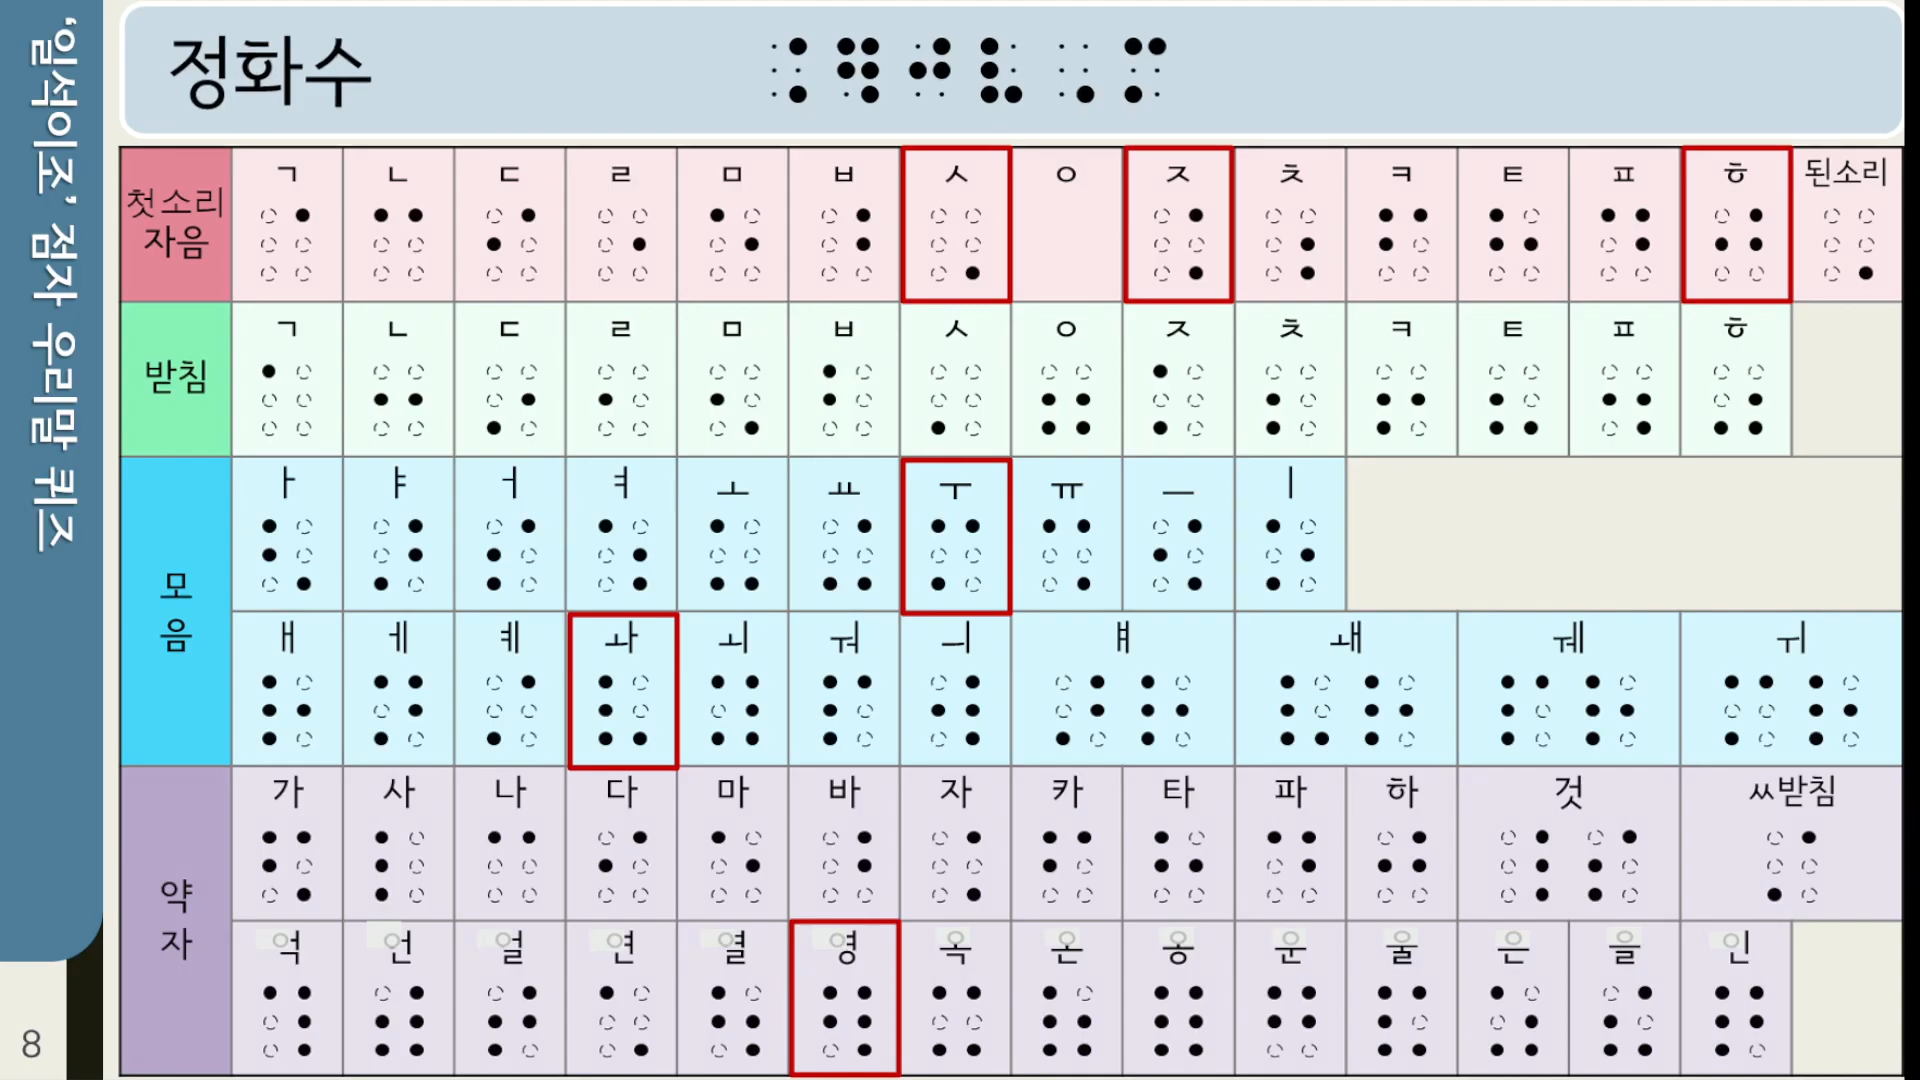 ‘일석이조’ 점자 우리말 퀴즈
8
정화수 ⠨⠻⠚⠧⠠⠍
첫소리
자음
ㄱ ㄴ ㄷ ㄹ ㅁ ㅂ ㅅ ㅇ ㅈ ㅊ ㅋ ㅌ ㅍ ㅎ 된소리
⠈ ⠉ ⠊ ⠐ ⠑ ⠘ ⠠ ⠨ ⠰ ⠋ ⠓ ⠙ ⠚ ⠠
받침
ㄱ ㄴ ㄷ ㄹ ㅁ ㅂ ㅅ ㅇ ㅈ ㅊ ㅋ ㅌ ㅍ ㅎ
⠁ ⠒ ⠔ ⠂ ⠢ ⠃ ⠄ ⠶ ⠅ ⠆ ⠖ ⠦ ⠲ ⠴
모
음
ㅏ ㅑ ㅓ ㅕ ㅗ ㅛ ㅜ ㅠ ㅡ ㅣ
⠣ ⠜ ⠎ ⠱ ⠥ ⠬ ⠍ ⠩ ⠪ ⠕
ㅐ ㅔ ㅖ ㅘ ㅚ ㅝ ㅢ ㅒ ㅙ ㅞ ㅟ
⠗ ⠝ ⠌ ⠧ ⠽ ⠏ ⠺ ⠜⠗ ⠧⠗ ⠏⠗ ⠍⠗
약
자
가 사 나 다 마 바 자 카 타 파 하 것 ㅆ받침
⠫ ⠇ ⠉ ⠊ ⠑ ⠘ ⠨ ⠋ ⠓ ⠙ ⠚ ⠸⠎ ⠌
억 언 얼 연 열 영 옥 온 옹 운 울 은 을 인
⠹ ⠾ ⠞ ⠡ ⠳ ⠻ ⠭ ⠷ ⠿ ⠛ ⠯ ⠵ ⠮ ⠟